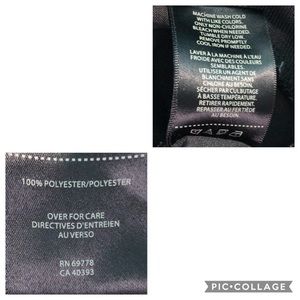 MACHINE WASH COLD
WITH LIKE COLORS.
ONLY NON-CHLORINE
BLEACH WHEN NEEDED.
TUMBLE DRY LOW.
REMOVE PROMPTLY
COOL IRON IF NEEDED.
LAVER À LA MACHINE À L'EAU
FROIDE AVEC DES COULEURS
SEMBLABLES.
UTILISER UN AGENT DE
BLANCHIMENT SANS
CHLORE AU BESOIN.
SÉCHER PAR CULBUTAGE
À BASSE TEMPÉRATURE.
RETIRER RAPIDEMENT.
REPASSER AU FER TIÈDE
AU BESOIN.
100% POLYESTER/POLYESTER
OVER FOR CARE
DIRECTIVES D'ENTREIEN
AU VERSO
RN 69778
CA 40393
PIC•COLLAGE